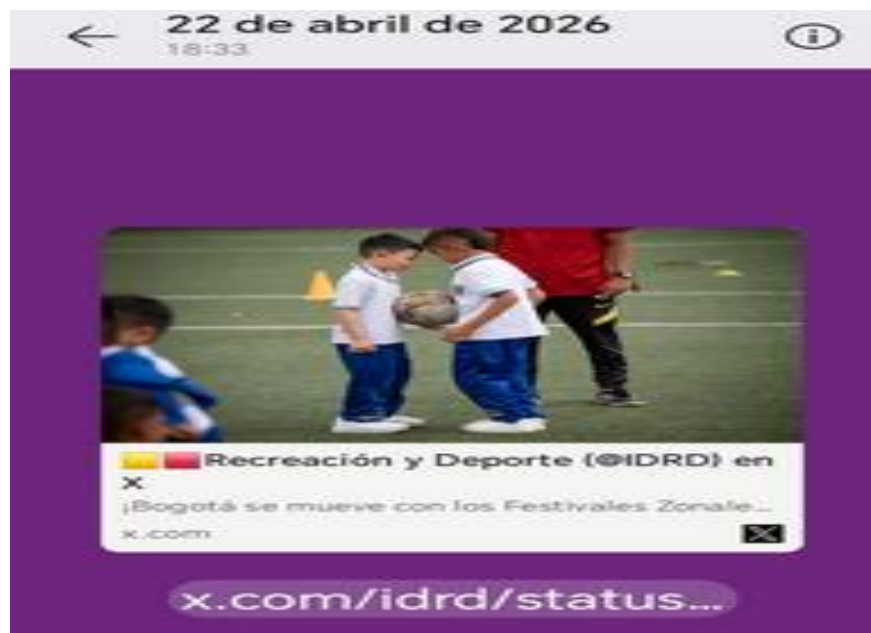 22 de abril de 2026
18:33
🟨🟥Recreación y Deporte (@IDRD) en
X
¡Bogotá se mueve con los Festivales Zonale...
x.com
x.com/idrd/status...